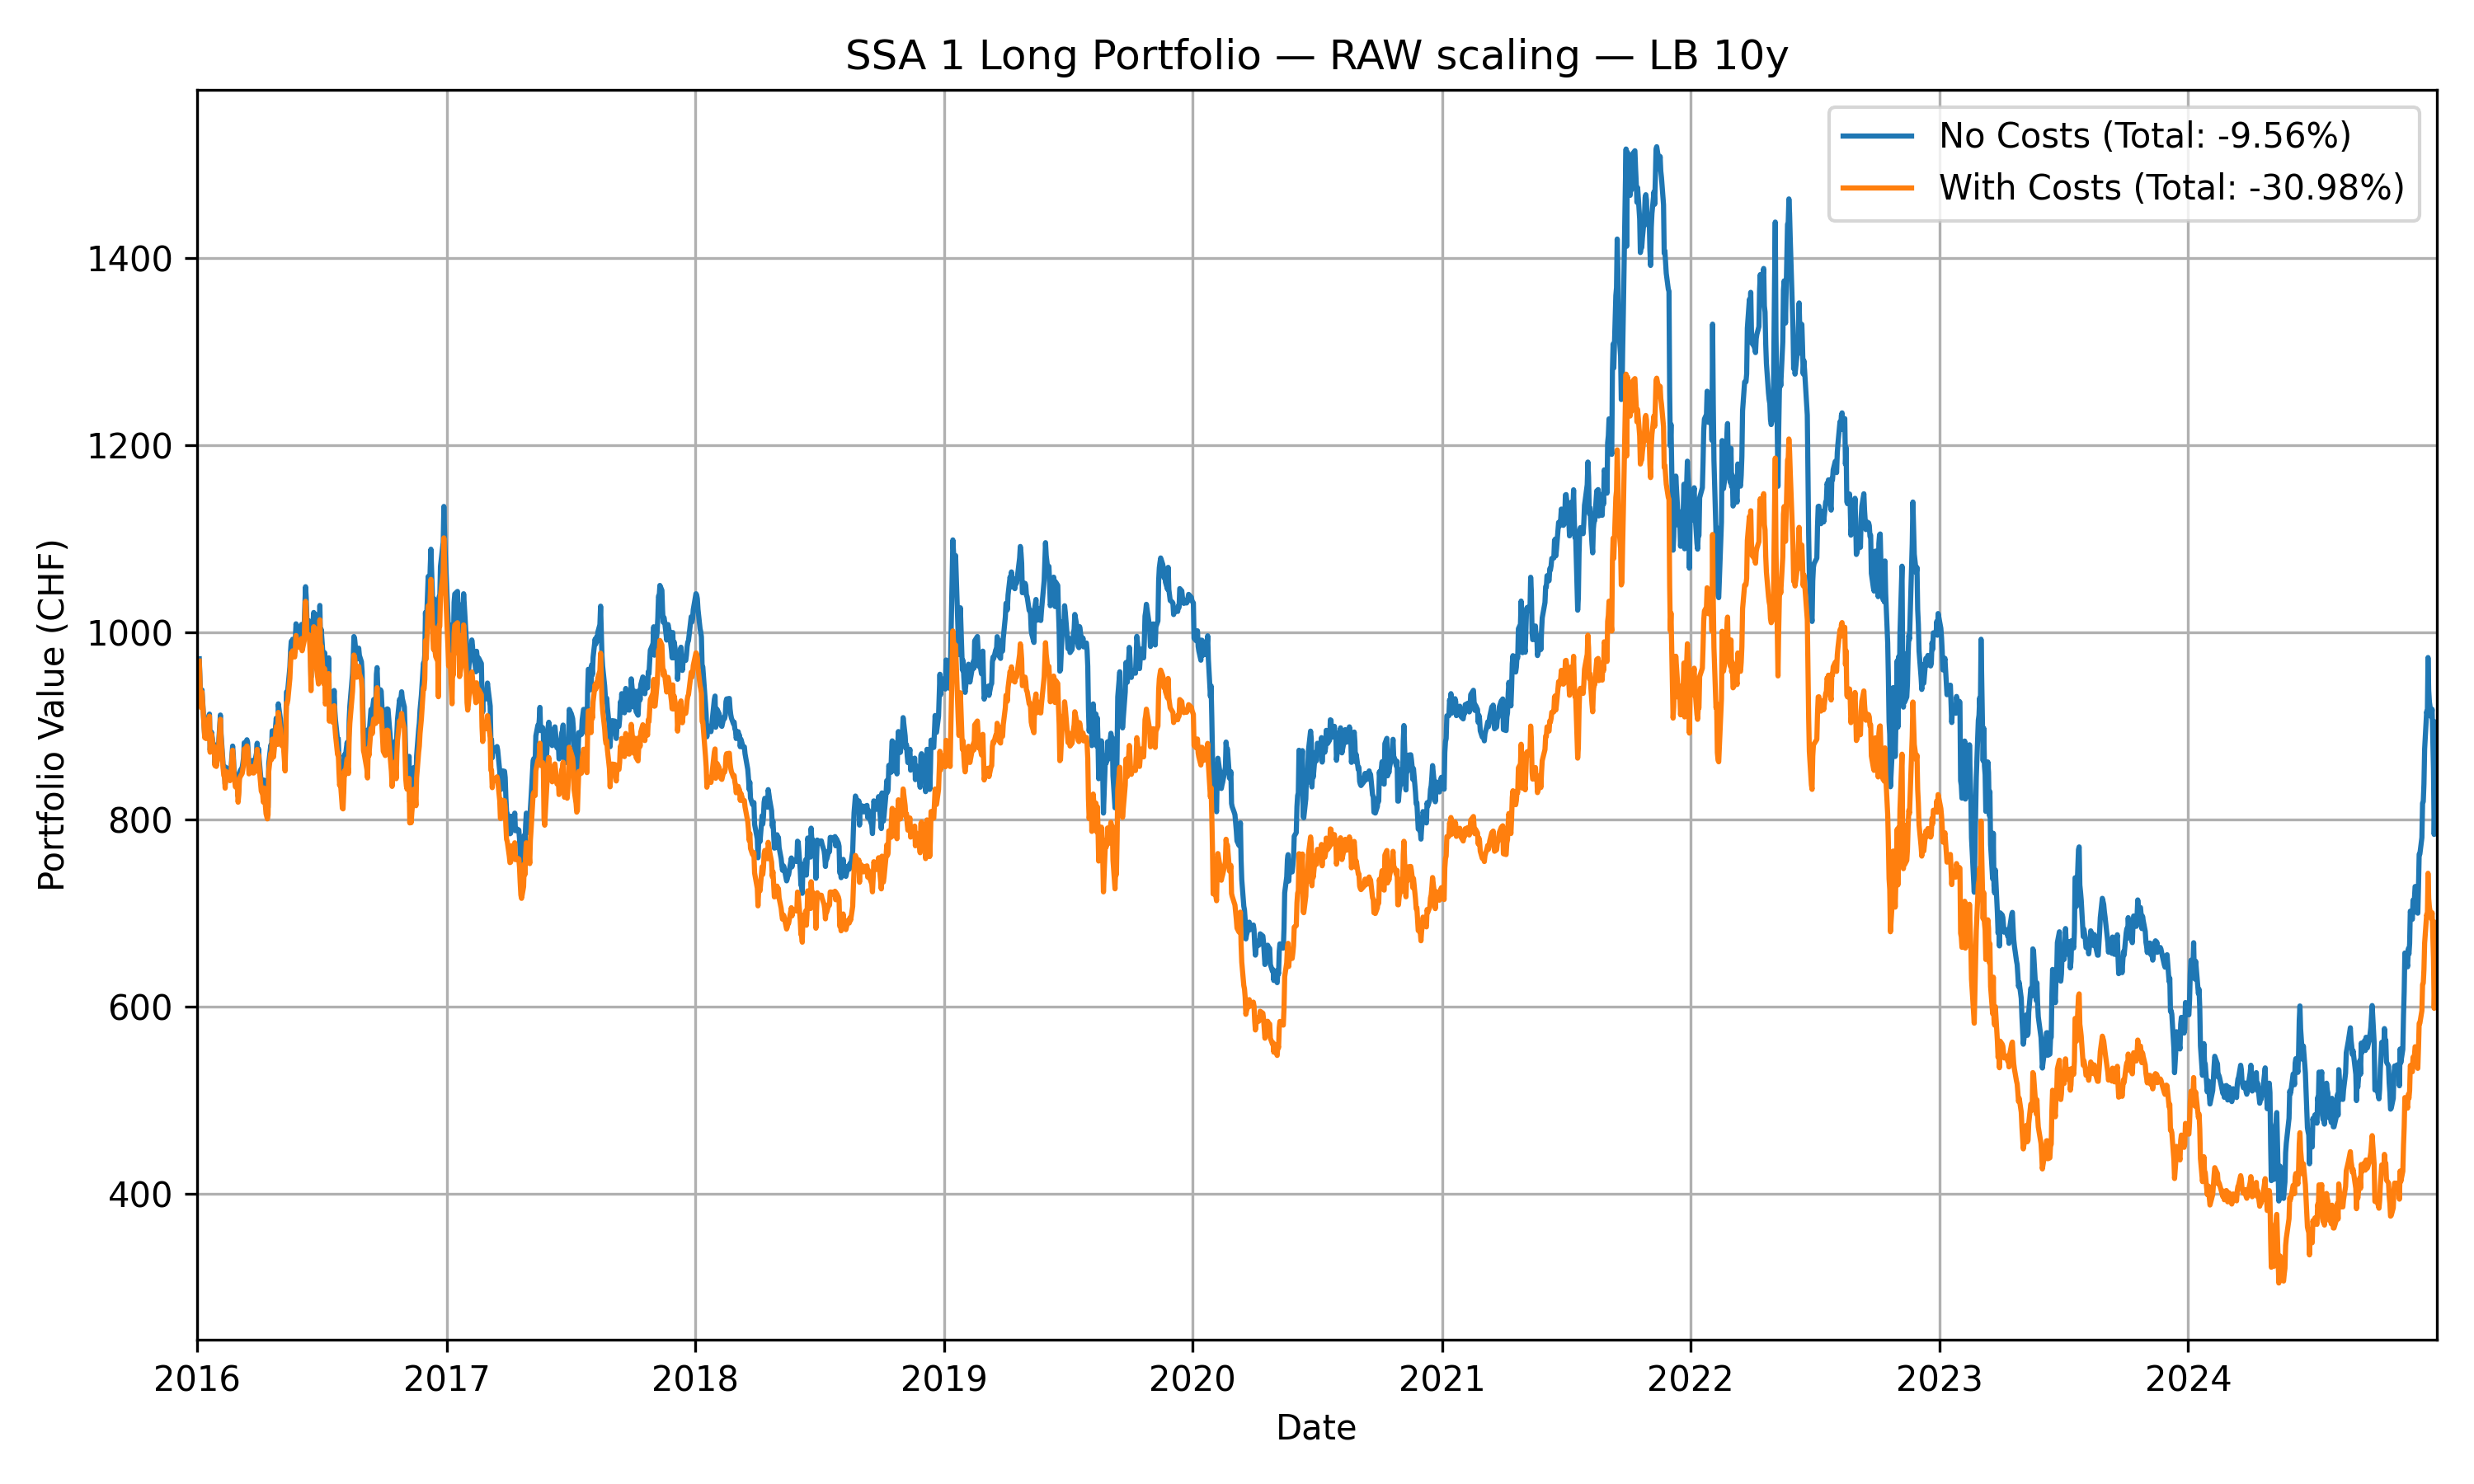 SSA 1 Long Portfolio — RAW scaling — LB 10y
No Costs (Total: -9.56%)
With Costs (Total: -30.98%)
Portfolio Value (CHF)
1400
1200
1000
800
600
400
2016 2017 2018 2019 2020 2021 2022 2023 2024
Date